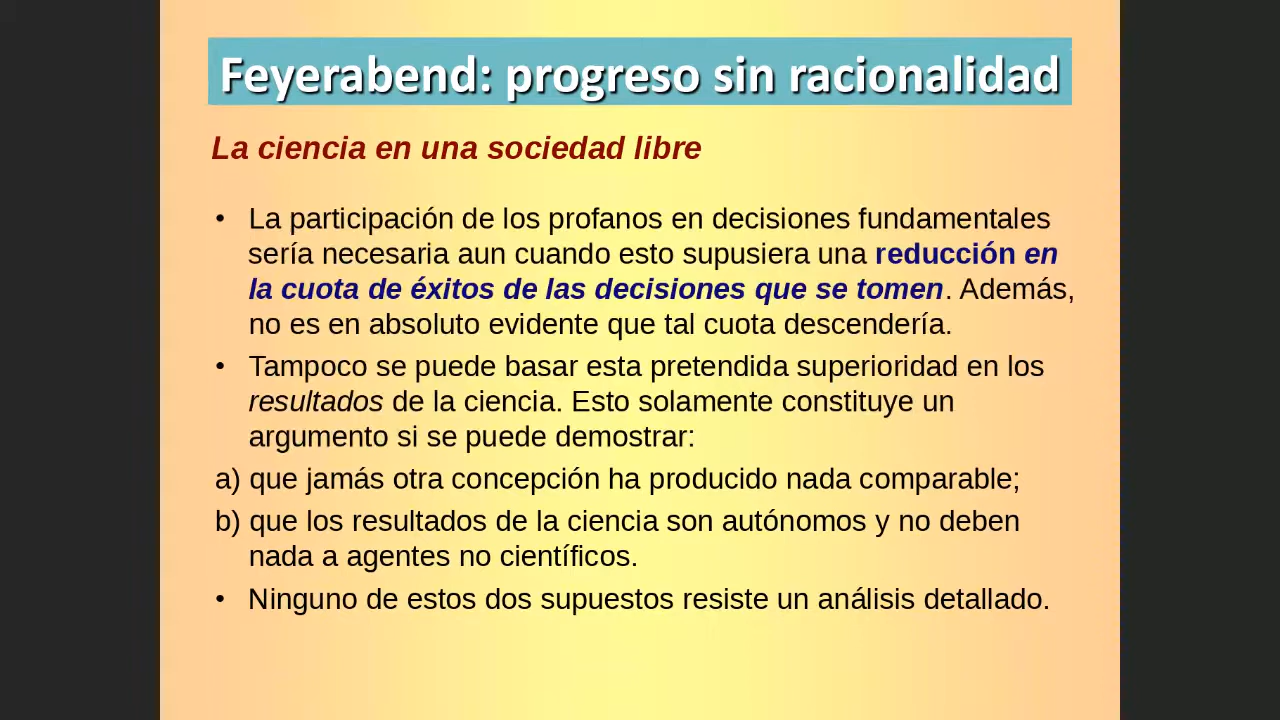 Feyerabend: progreso sin racionalidad
La ciencia en una sociedad libre
• La participación de los profanos en decisiones fundamentales
sería necesaria aun cuando esto supusiera una reducción en
la cuota de éxitos de las decisiones que se tomen. Además,
no es en absoluto evidente que tal cuota descendería.
• Tampoco se puede basar esta pretendida superioridad en los
resultados de la ciencia. Esto solamente constituye un
argumento si se puede demostrar:
a) que jamás otra concepción ha producido nada comparable;
b) que los resultados de la ciencia son autónomos y no deben
nada a agentes no científicos.
• Ninguno de estos dos supuestos resiste un análisis detallado.